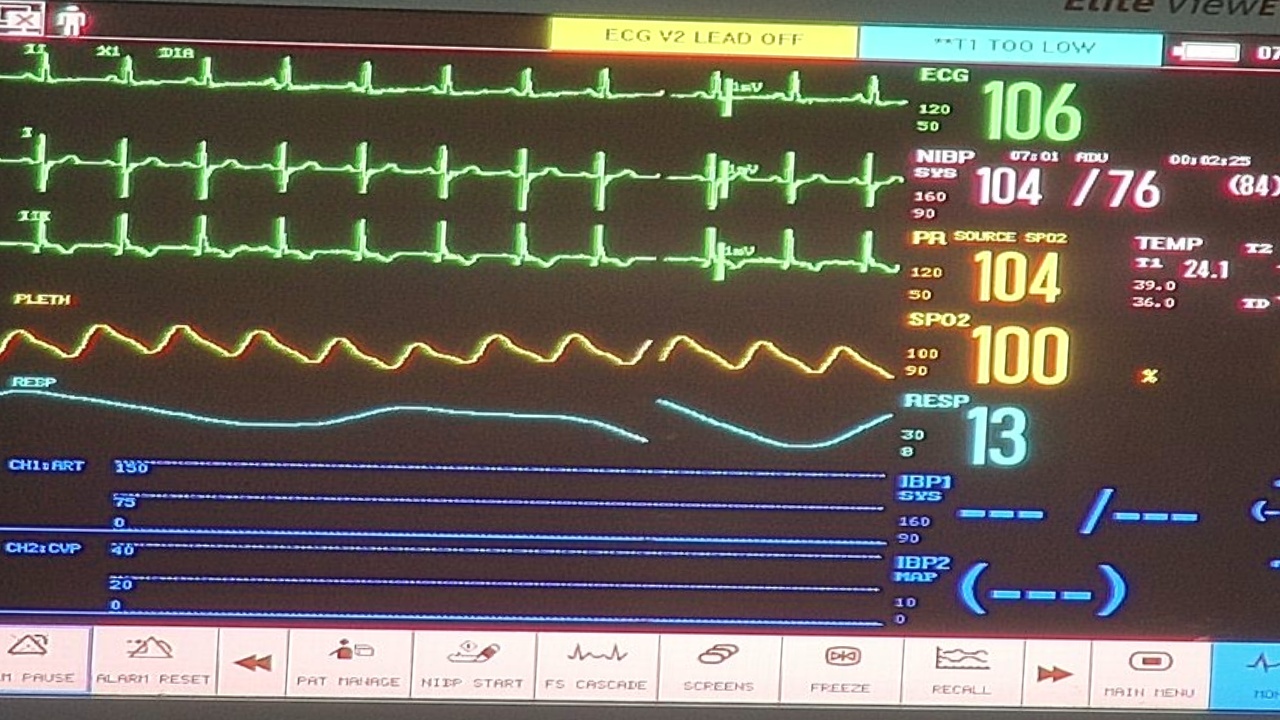 Elite View
ECG V2 LEAD OFF
**T1 TOO LOW
07
II X1 DIA
1mV
ECG
120
50
106
I
1mV
NIBP 07:01 ADU 00:02:25
SYS
160
90
104 / 76 (84)
III
1mV
PR SOURCE SPO2
120
50
104
TEMP T2
T1 24.1
39.0
36.0
TD
PLETH
SPO2
100
90
100
%
RESP
RESP
30
8
13
CH1:ART
150
75
0
IBP1
SYS
160
90
--- / --- (-
CH2:CVP
40
20
0
IBP2
MAP
10
0
(---)
M PAUSE
ALARM RESET
PAT MANAGE
NIBP START
FS CASCADE
SCREENS
FREEZE
RECALL
MAIN MENU
MO